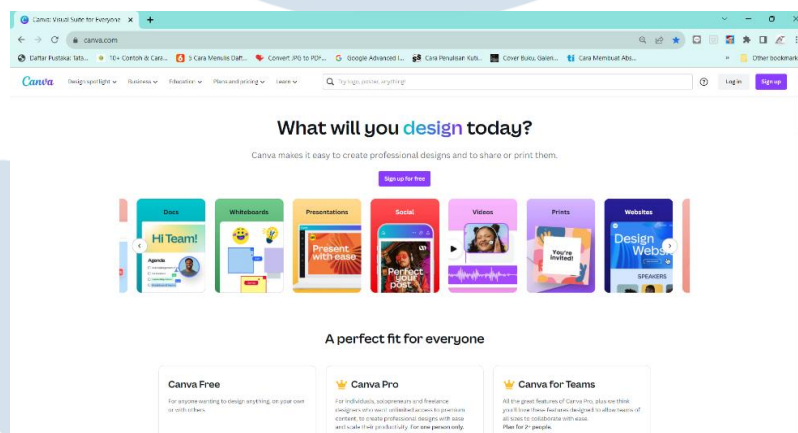 Canva: Visual Suite for Everyone
canva.com
Daftar Pustaka: Tata... 10+ Contoh & Cara... 5 Cara Menulis Daft... Convert JPG to PDF... Google Advanced I... Cara Penulisan Kuti... Cover Buku, Galeri... Cara Membuat Abs... » Other bookmark
Canva Design spotlight Business Education Plans and pricing Learn Try logo, poster, anything! Log in Sign up
What will you design today?
Canva makes it easy to create professional designs and to share or print them.
Sign up for free
Docs Whiteboards Presentations Social Videos Prints Websites
Hi Team!
Agenda
Present with ease
Perfect your post
You're invited!
Design Webs
SPEAKERS
A perfect fit for everyone
Canva Free
For anyone wanting to design anything, on your own
or with others.
Canva Pro
For individuals, solopreneurs and freelance
designers who want unlimited access to premium
content, to create professional designs with ease
and scale their productivity. For one person only.
Canva for Teams
All the great features of Canva Pro, plus we think
you'll love these features designed to allow teams of
all sizes to collaborate with ease.
Plan for 2+ people.